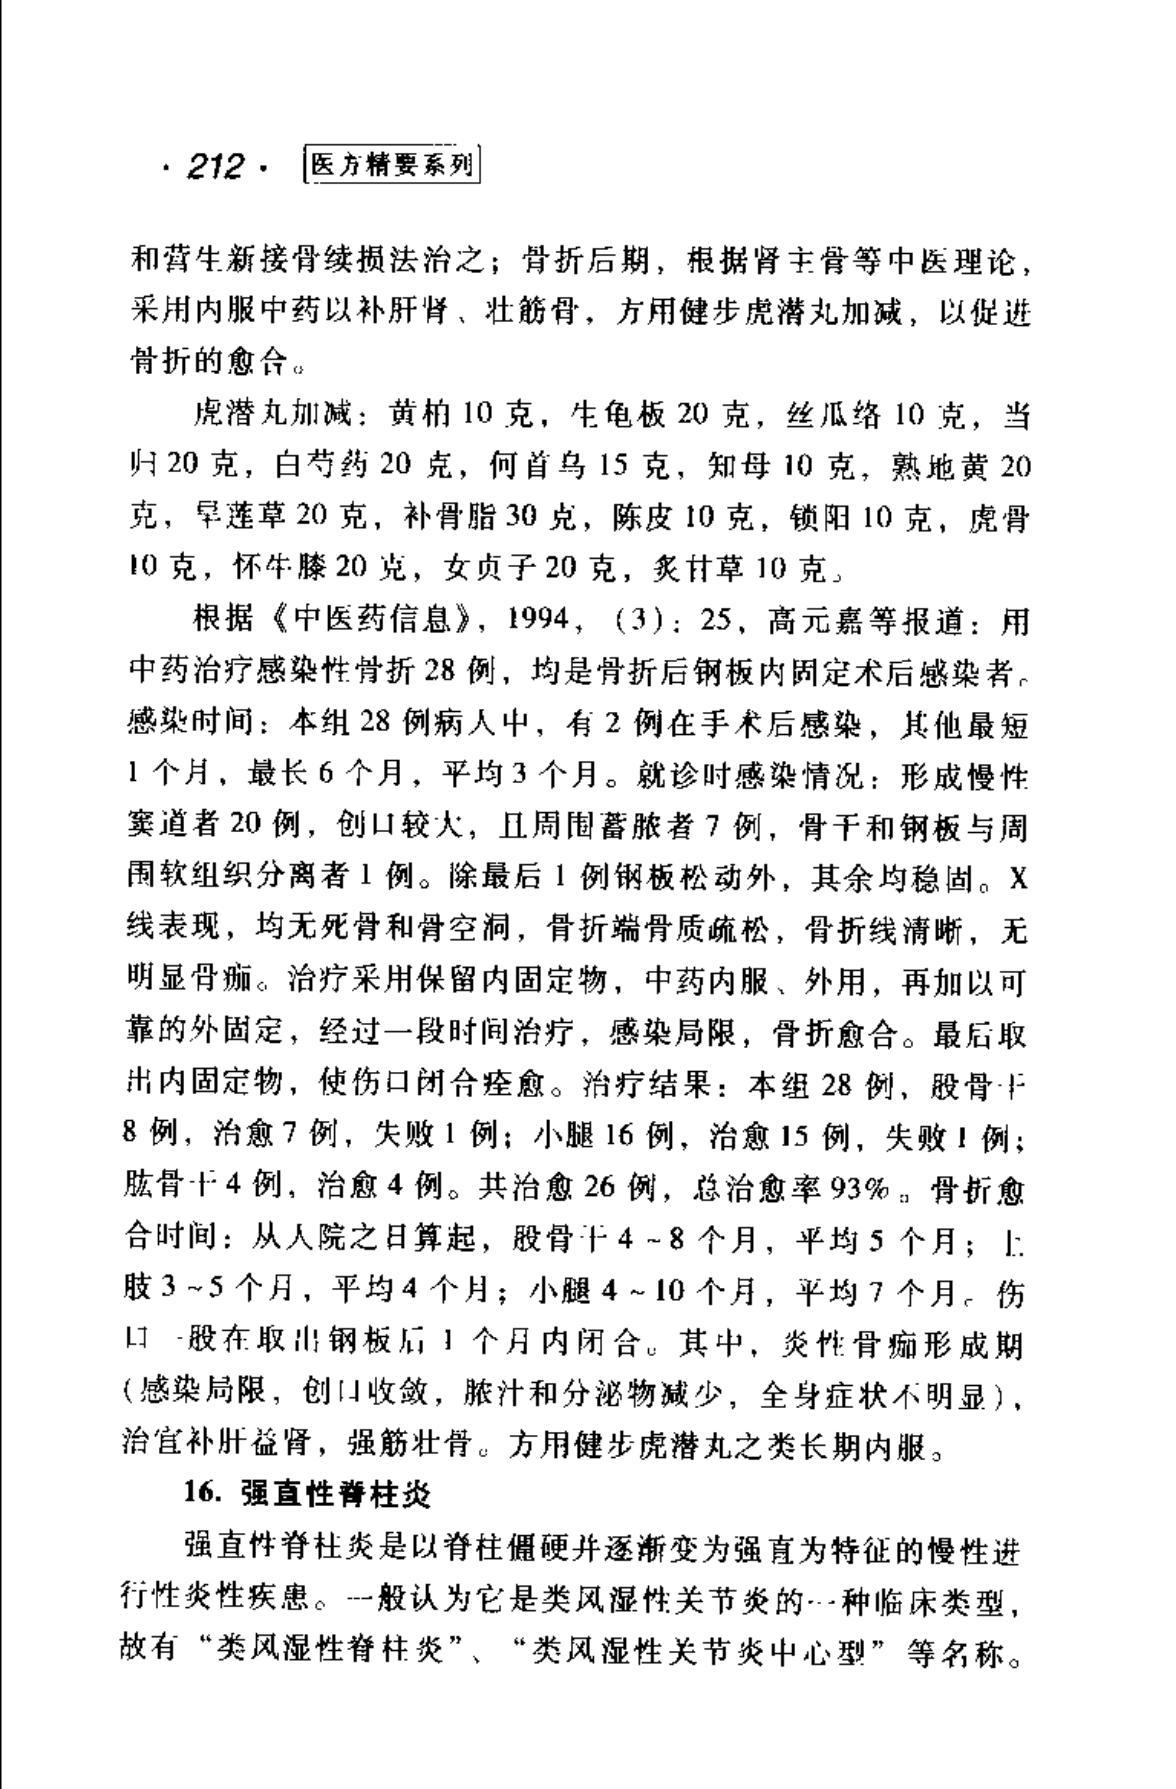 · 212 · 医方精要系列
和营生新接骨续损法治之；骨折后期，根据肾主骨等中医理论，
采用内服中药以补肝肾、壮筋骨，方用健步虎潜丸加减，以促进
骨折的愈合。
虎潜丸加减：黄柏 10 克，生龟板 20 克，丝瓜络 10 克，当
归 20 克，白芍药 20 克，何首乌 15 克，知母 10 克，熟地黄 20
克，旱莲草 20 克，补骨脂 30 克，陈皮 10 克，锁阳 10 克，虎骨
10 克，怀牛膝 20 克，女贞子 20 克，炙甘草 10 克。
根据《中医药信息》，1994，（3）：25，高元嘉等报道：用
中药治疗感染性骨折 28 例，均是骨折后钢板内固定术后感染者。
感染时间：本组 28 例病人中，有 2 例在手术后感染，其他最短
1 个月，最长 6 个月，平均 3 个月。就诊时感染情况：形成慢性
窦道者 20 例，创口较大，且周围蓄脓者 7 例，骨干和钢板与周
围软组织分离者 1 例。除最后 1 例钢板松动外，其余均稳固。X
线表现，均无死骨和骨空洞，骨折端骨质疏松，骨折线清晰，无
明显骨痂。治疗采用保留内固定物，中药内服、外用，再加以可
靠的外固定，经过一段时间治疗，感染局限，骨折愈合。最后取
出内固定物，使伤口闭合痊愈。治疗结果：本组 28 例，股骨干
8 例，治愈 7 例，失败 1 例；小腿 16 例，治愈 15 例，失败 1 例；
肱骨干 4 例，治愈 4 例。共治愈 26 例，总治愈率 93%。骨折愈
合时间：从入院之日算起，股骨干 4 ~ 8 个月，平均 5 个月；上
肢 3 ~ 5 个月，平均 4 个月；小腿 4 ~ 10 个月，平均 7 个月。伤
口一般在取出钢板后 1 个月内闭合。其中，炎性骨痂形成期
（感染局限，创口收敛，脓汁和分泌物减少，全身症状不明显），
治宜补肝益肾，强筋壮骨。方用健步虎潜丸之类长期内服。
16. 强直性脊柱炎
强直性脊柱炎是以脊柱僵硬并逐渐变为强直为特征的慢性进
行性炎性疾患。一般认为它是类风湿性关节炎的一种临床类型，
故有“类风湿性脊柱炎”、“类风湿性关节炎中心型”等名称。